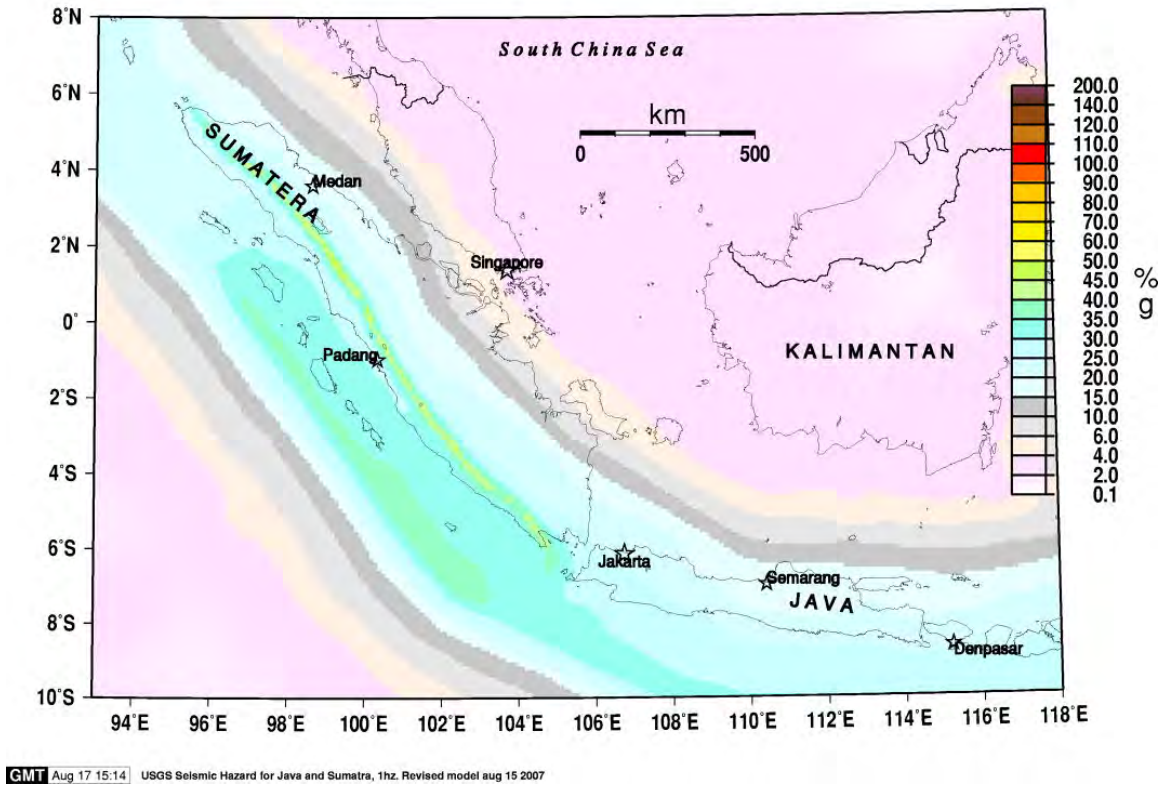 8°N
6°N
4°N
2°N
0°
2°S
4°S
6°S
8°S
10°S
South China Sea
km
0 500
SUMATERA
Medan
Singapore
Padang
KALIMANTAN
Jakarta
Semarang
JAVA
Denpasar
200.0
140.0
120.0
100.0
90.0
80.0
70.0
60.0
50.0
45.0
40.0
35.0
30.0
25.0
20.0
15.0
10.0
6.0
4.0
2.0
0.1
%
g
94°E 96°E 98°E 100°E 102°E 104°E 106°E 108°E 110°E 112°E 114°E 116°E 118°E
GMT Aug 17 15:14 USGS Seismic Hazard for Java and Sumatra, 1hz. Revised model aug 15 2007